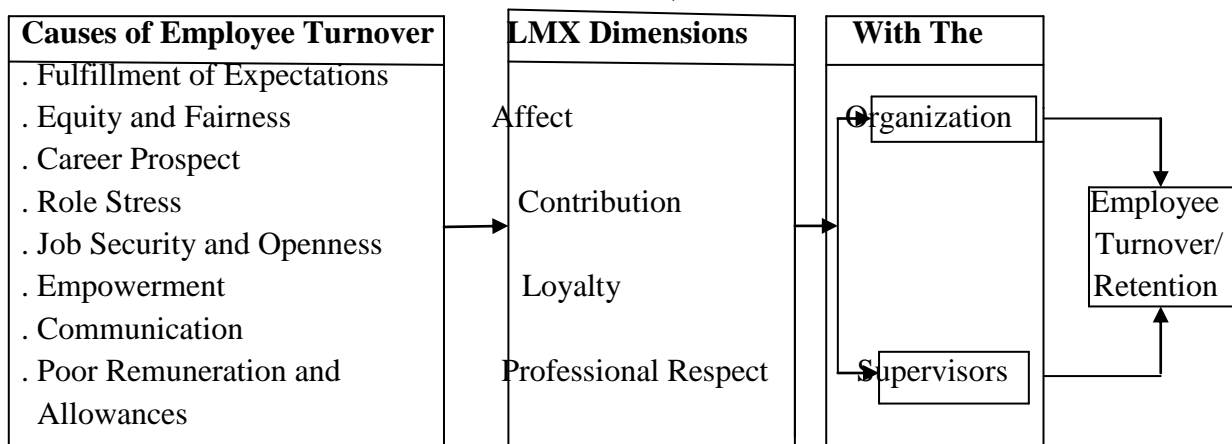 Causes of Employee Turnover
. Fulfillment of Expectations
. Equity and Fairness
. Career Prospect
. Role Stress
. Job Security and Openness
. Empowerment
. Communication
. Poor Remuneration and
Allowances
LMX Dimensions
Affect
Contribution
Loyalty
Professional Respect
With The
Organization
Supervisors
Employee
Turnover/
Retention